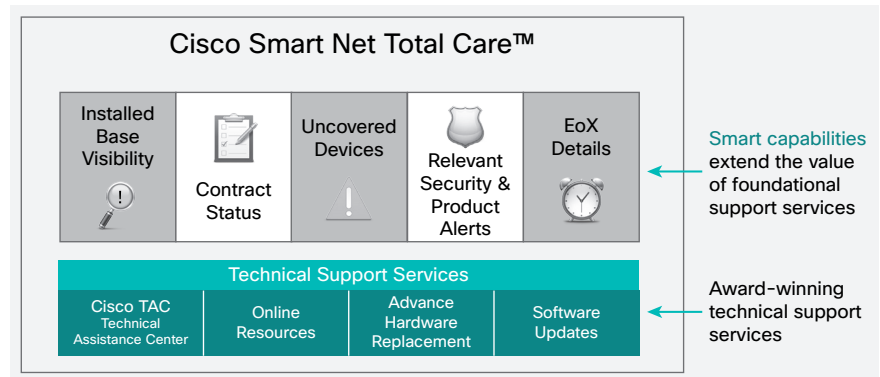 Cisco Smart Net Total Care™
Installed
Base
Visibility
!
Contract
Status
Uncovered
Devices
!
Relevant
Security &
Product
Alerts
EoX
Details
Smart capabilities
extend the value
of foundational
support services
Technical Support Services
Cisco TAC
Technical
Assistance Center
Online
Resources
Advance
Hardware
Replacement
Software
Updates
Award-winning
technical support
services